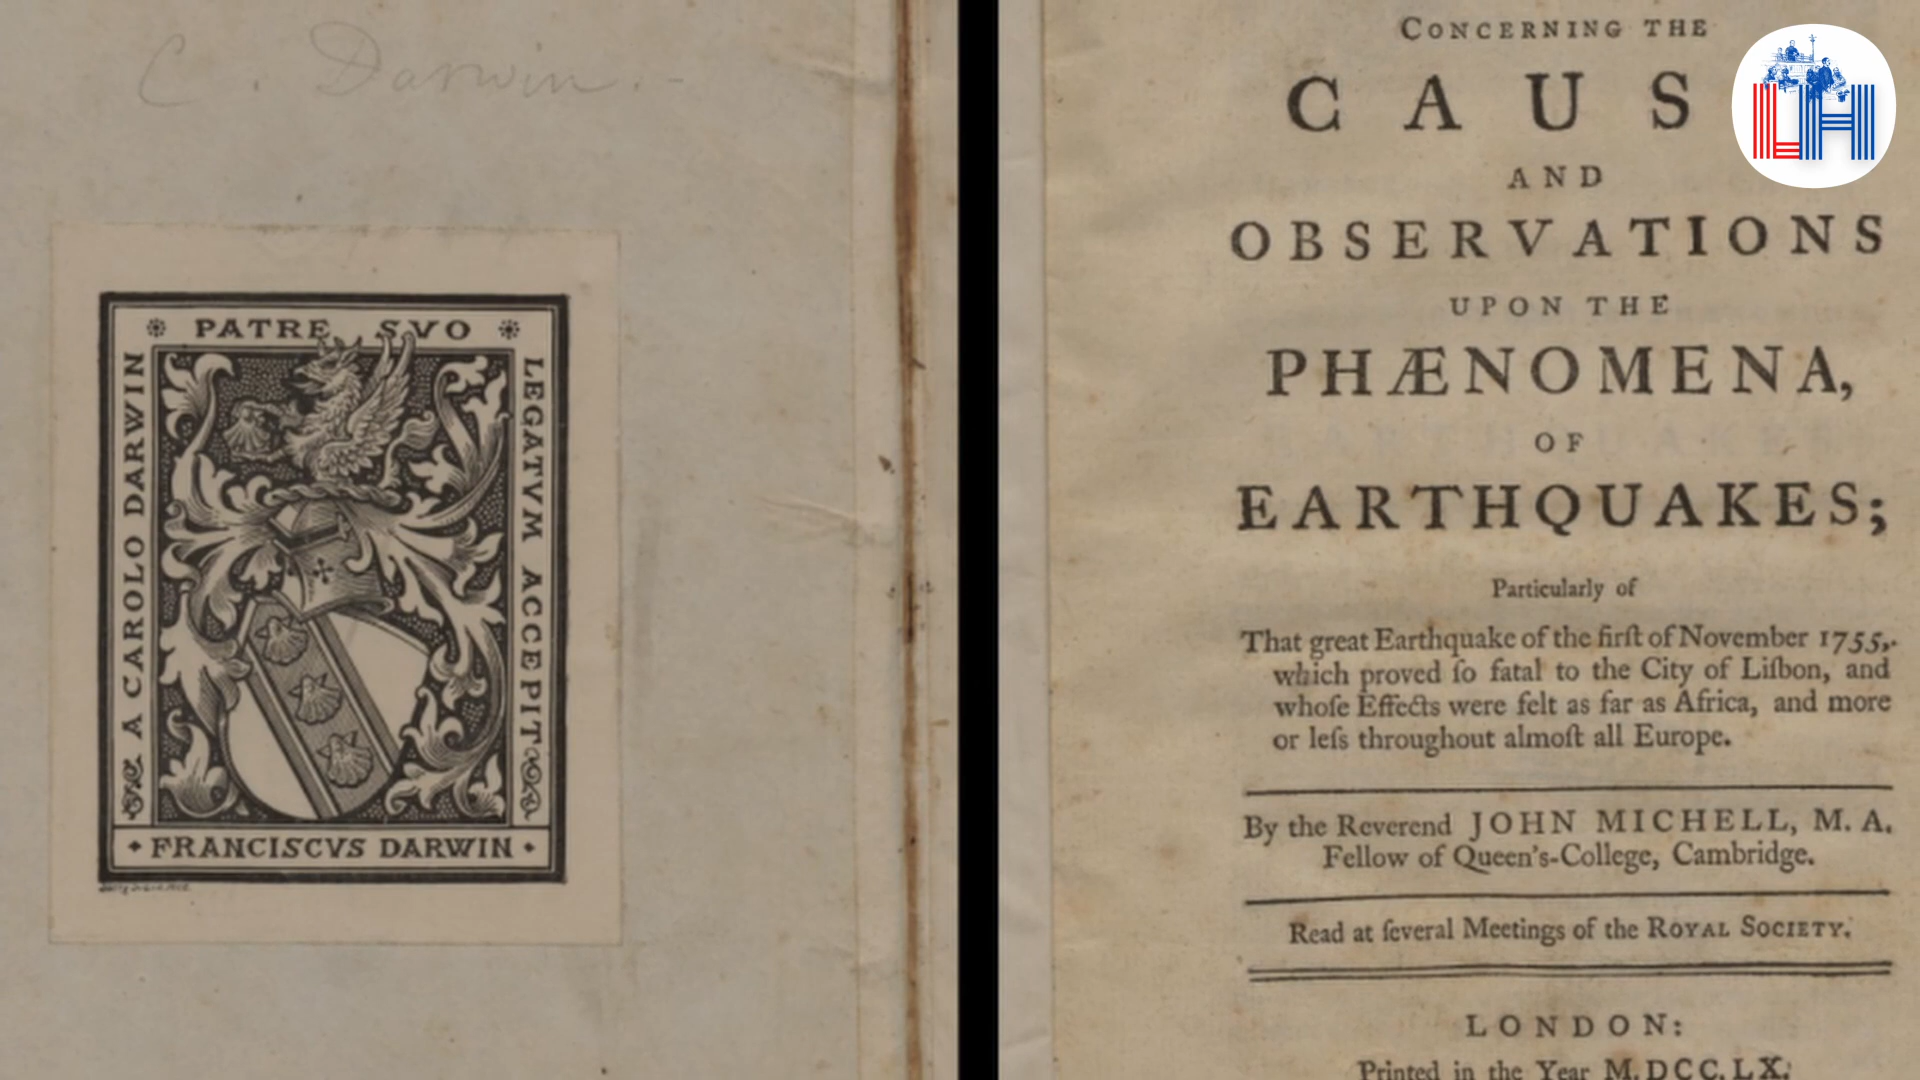 C. Darwin.
PATRE SVO
A CAROLO DARWIN
LEGATVM ACCEPIT
FRANCISCVS DARWIN
CONCERNING THE
CAUS
AND
OBSERVATIONS
UPON THE
PHÆNOMENA,
OF
EARTHQUAKES;
Particularly of
That great Earthquake of the firſt of November 1755,
which proved ſo fatal to the City of Liſbon, and
whoſe Effects were felt as far as Africa, and more
or leſs throughout almoſt all Europe.
By the Reverend JOHN MICHELL, M. A.
Fellow of Queen's-College, Cambridge.
Read at ſeveral Meetings of the ROYAL SOCIETY.
LONDON:
Printed in the Year M.DCC.LX.
LH